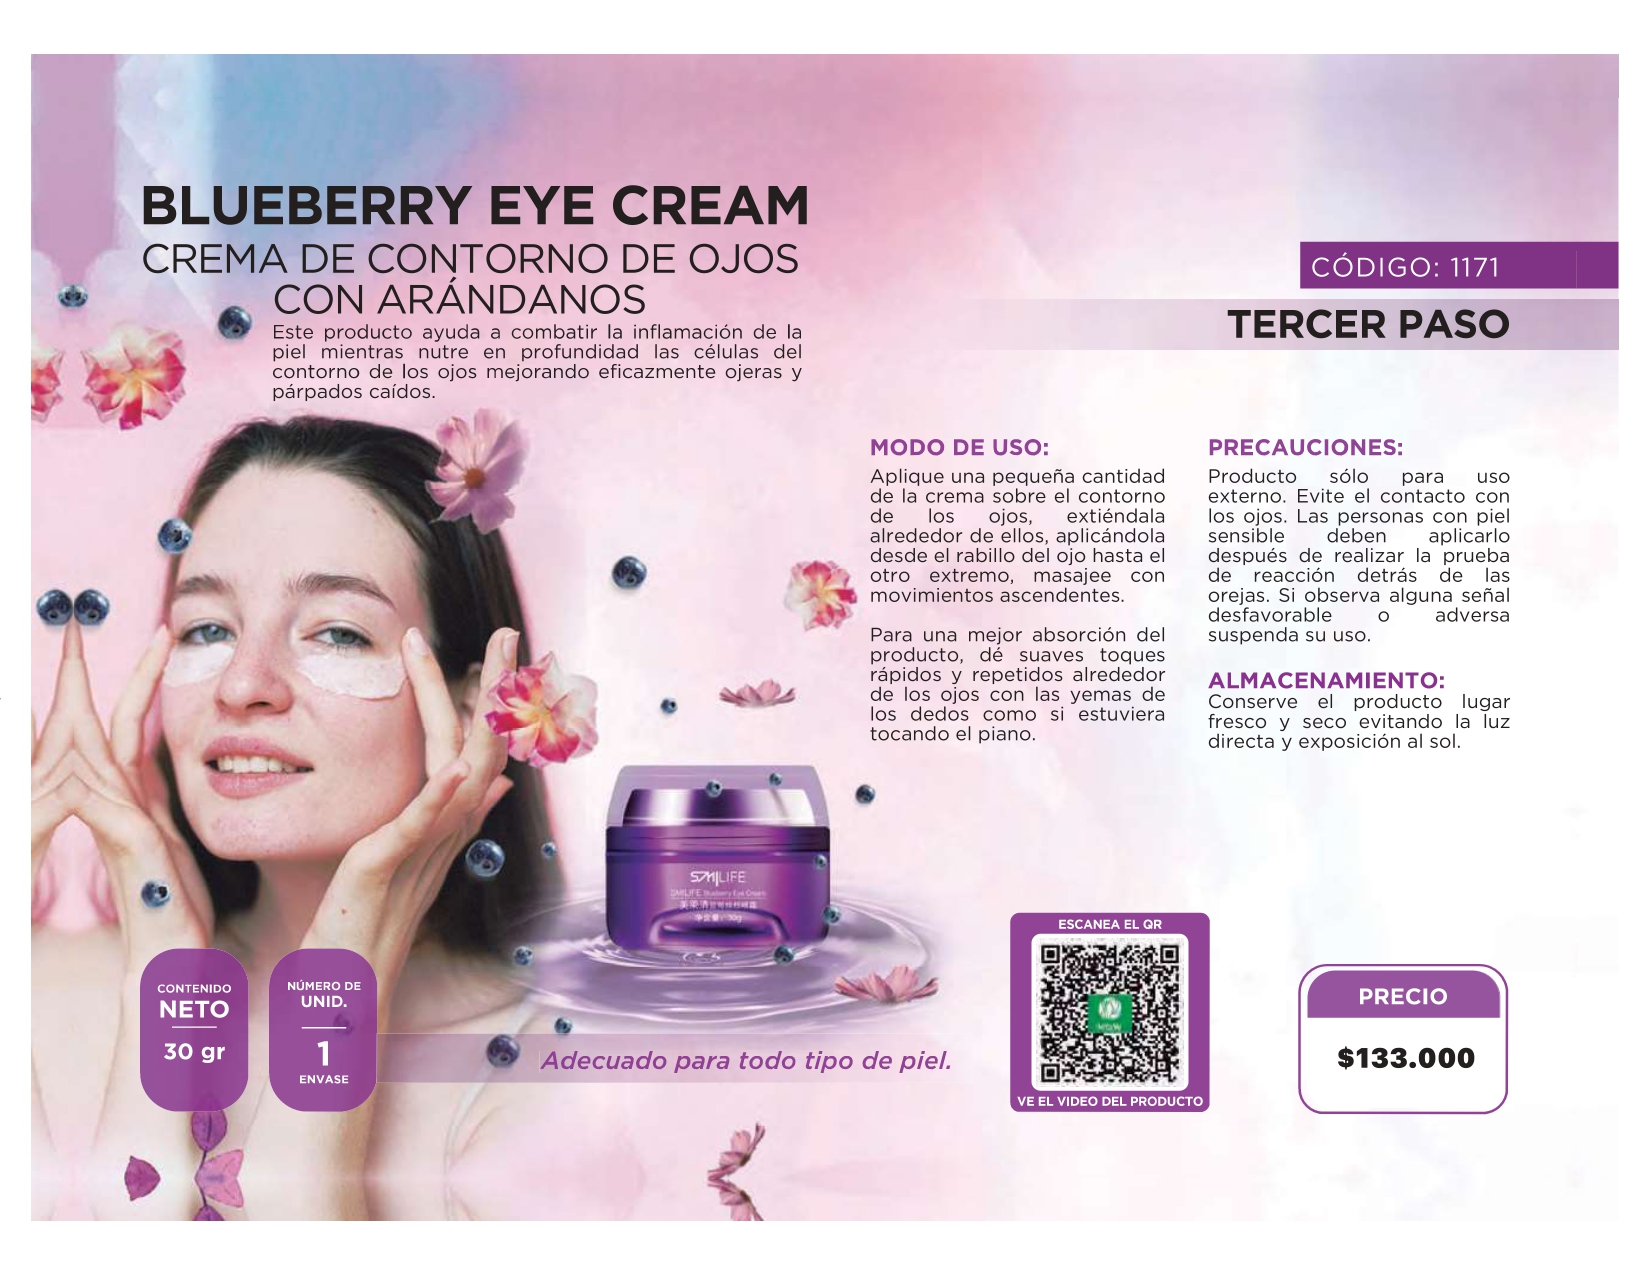 BLUEBERRY EYE CREAM
CREMA DE CONTORNO DE OJOS
CON ARÁNDANOS
Este producto ayuda a combatir la inflamación de la
piel mientras nutre en profundidad las células del
contorno de los ojos mejorando eficazmente ojeras y
párpados caídos.
CÓDIGO: 1171
TERCER PASO
MODO DE USO:
Aplique una pequeña cantidad
de la crema sobre el contorno
de los ojos, extiéndala
alrededor de ellos, aplicándola
desde el rabillo del ojo hasta el
otro extremo, masajee con
movimientos ascendentes.
Para una mejor absorción del
producto, dé suaves toques
rápidos y repetidos alrededor
de los ojos con las yemas de
los dedos como si estuviera
tocando el piano.
PRECAUCIONES:
Producto sólo para uso
externo. Evite el contacto con
los ojos. Las personas con piel
sensible deben aplicarlo
después de realizar la prueba
de reacción detrás de las
orejas. Si observa alguna señal
desfavorable o adversa
suspenda su uso.
ALMACENAMIENTO:
Conserve el producto lugar
fresco y seco evitando la luz
directa y exposición al sol.
SMILIFE
SMILIFE Blueberry Eye Cream
净含量：30g
CONTENIDO
NETO
30 gr
NÚMERO DE
UNID.
1
ENVASE
Adecuado para todo tipo de piel.
ESCANEA EL QR
VE EL VIDEO DEL PRODUCTO
PRECIO
$133.000